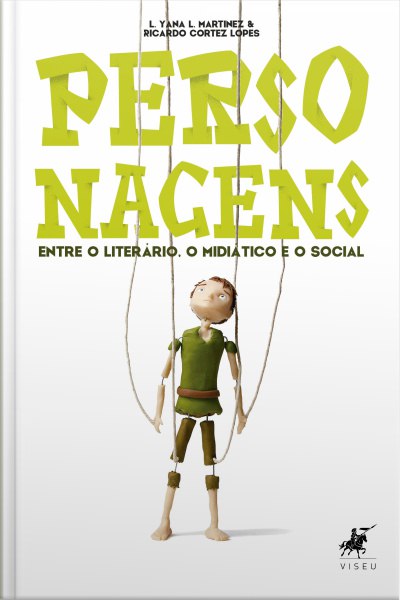 L. YANA L. MARTINEZ &
RICARDO CORTEZ LOPES
PERSO
NAGENS
ENTRE O LITERÁRIO, O MIDIÁTICO E O SOCIAL
VISEU